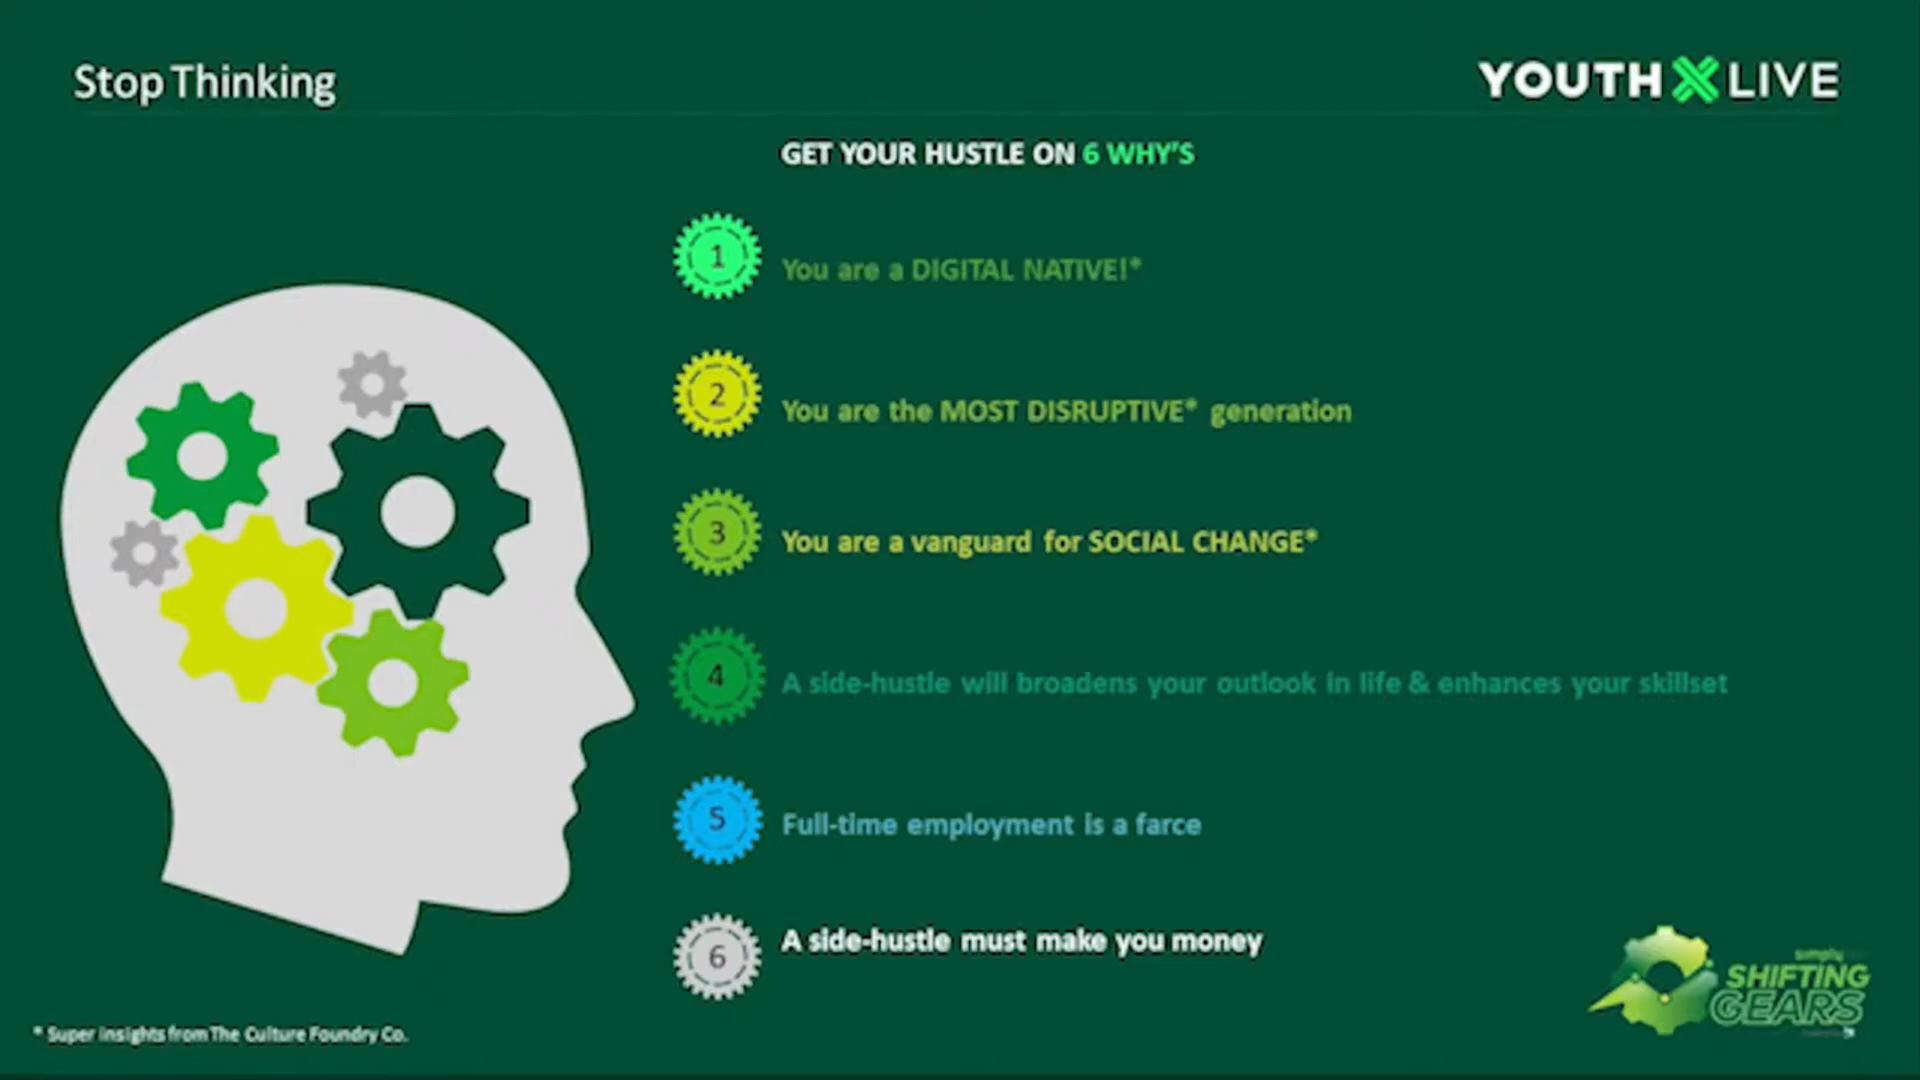 Stop Thinking
YOUTH X LIVE
GET YOUR HUSTLE ON 6 WHY'S
1
You are a DIGITAL NATIVE!*
2
You are the MOST DISRUPTIVE* generation
3
You are a vanguard for SOCIAL CHANGE*
4
A side-hustle will broadens your outlook in life & enhances your skillset
5
Full-time employment is a farce
6
A side-hustle must make you money
simply
SHIFTING
GEARS
* Super insights from The Culture Foundry Co.